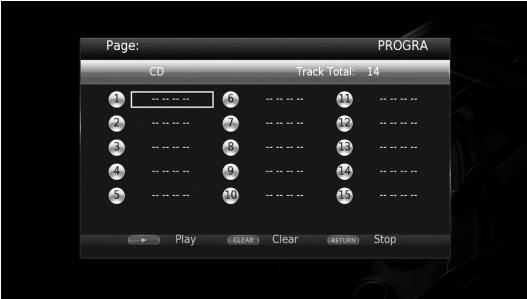 Page: PROGRA
CD Track Total: 14
1 -- -- -- -- 6 -- -- -- -- 11 -- -- -- --
2 -- -- -- -- 7 -- -- -- -- 12 -- -- -- --
3 -- -- -- -- 8 -- -- -- -- 13 -- -- -- --
4 -- -- -- -- 9 -- -- -- -- 14 -- -- -- --
5 -- -- -- -- 10 -- -- -- -- 15 -- -- -- --
Play CLEAR Clear RETURN Stop